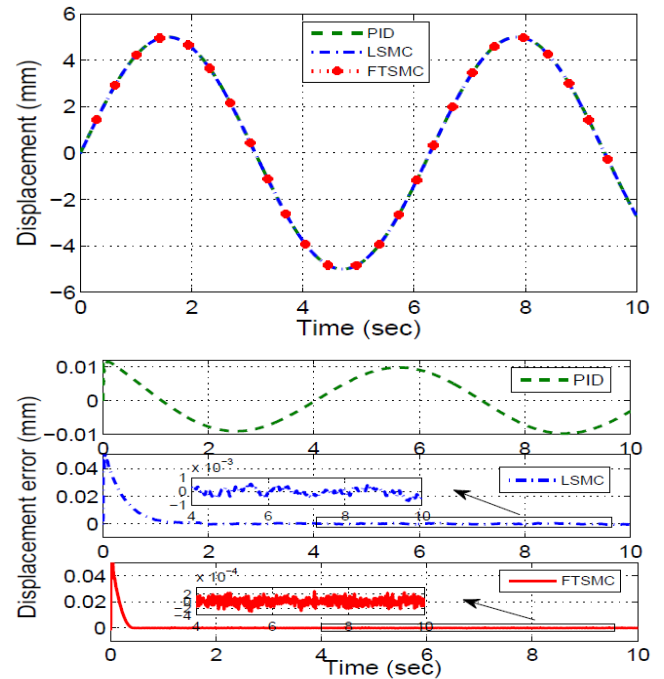 6
4
2
0
−2
−4
−6
PID
LSMC
FTSMC
Displacement (mm)
0 2 4 6 8 10
Time (sec)
0.01
0
−0.01
PID
0 2 4 6 8 10
Displacement error (mm)
0.04
0.02
0
x 10⁻³
1
0
−1
4 6 8 10
LSMC
0 2 4 6 8 10
0.04
0.02
0
x 10⁻⁴
2
0
−2
−4
4 6 8 10
FTSMC
0 2 4 6 8 10
Time (sec)